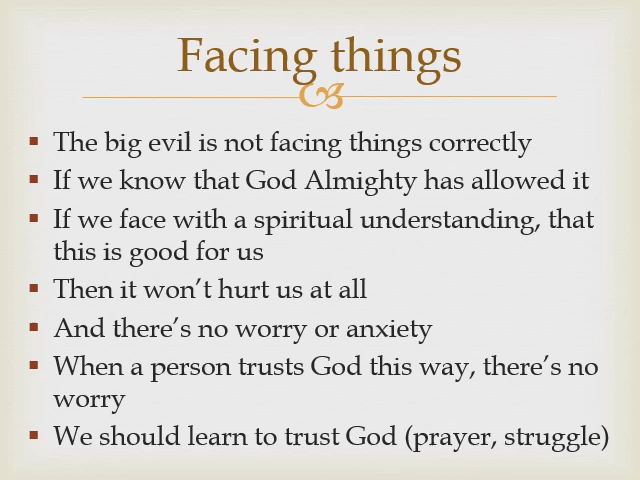 Facing things
The big evil is not facing things correctly
If we know that God Almighty has allowed it
If we face with a spiritual understanding, that
this is good for us
Then it won’t hurt us at all
And there’s no worry or anxiety
When a person trusts God this way, there’s no
worry
We should learn to trust God (prayer, struggle)